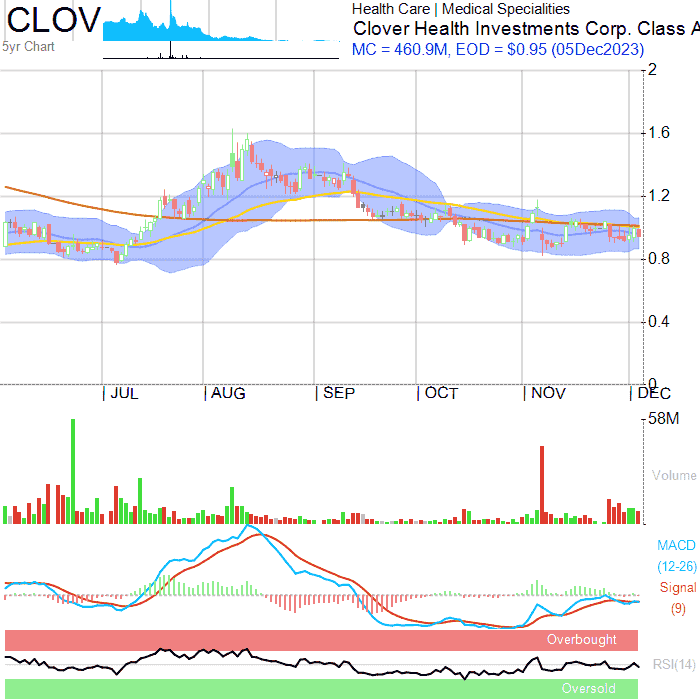 CLOV
5yr Chart
Health Care | Medical Specialities
Clover Health Investments Corp. Class A
MC = 460.9M, EOD = $0.95 (05Dec2023)
2
1.6
1.2
0.8
0.4
0
JUL AUG SEP OCT NOV DEC
58M
Volume
MACD
(12-26)
Signal
(9)
Overbought
RSI(14)
Oversold